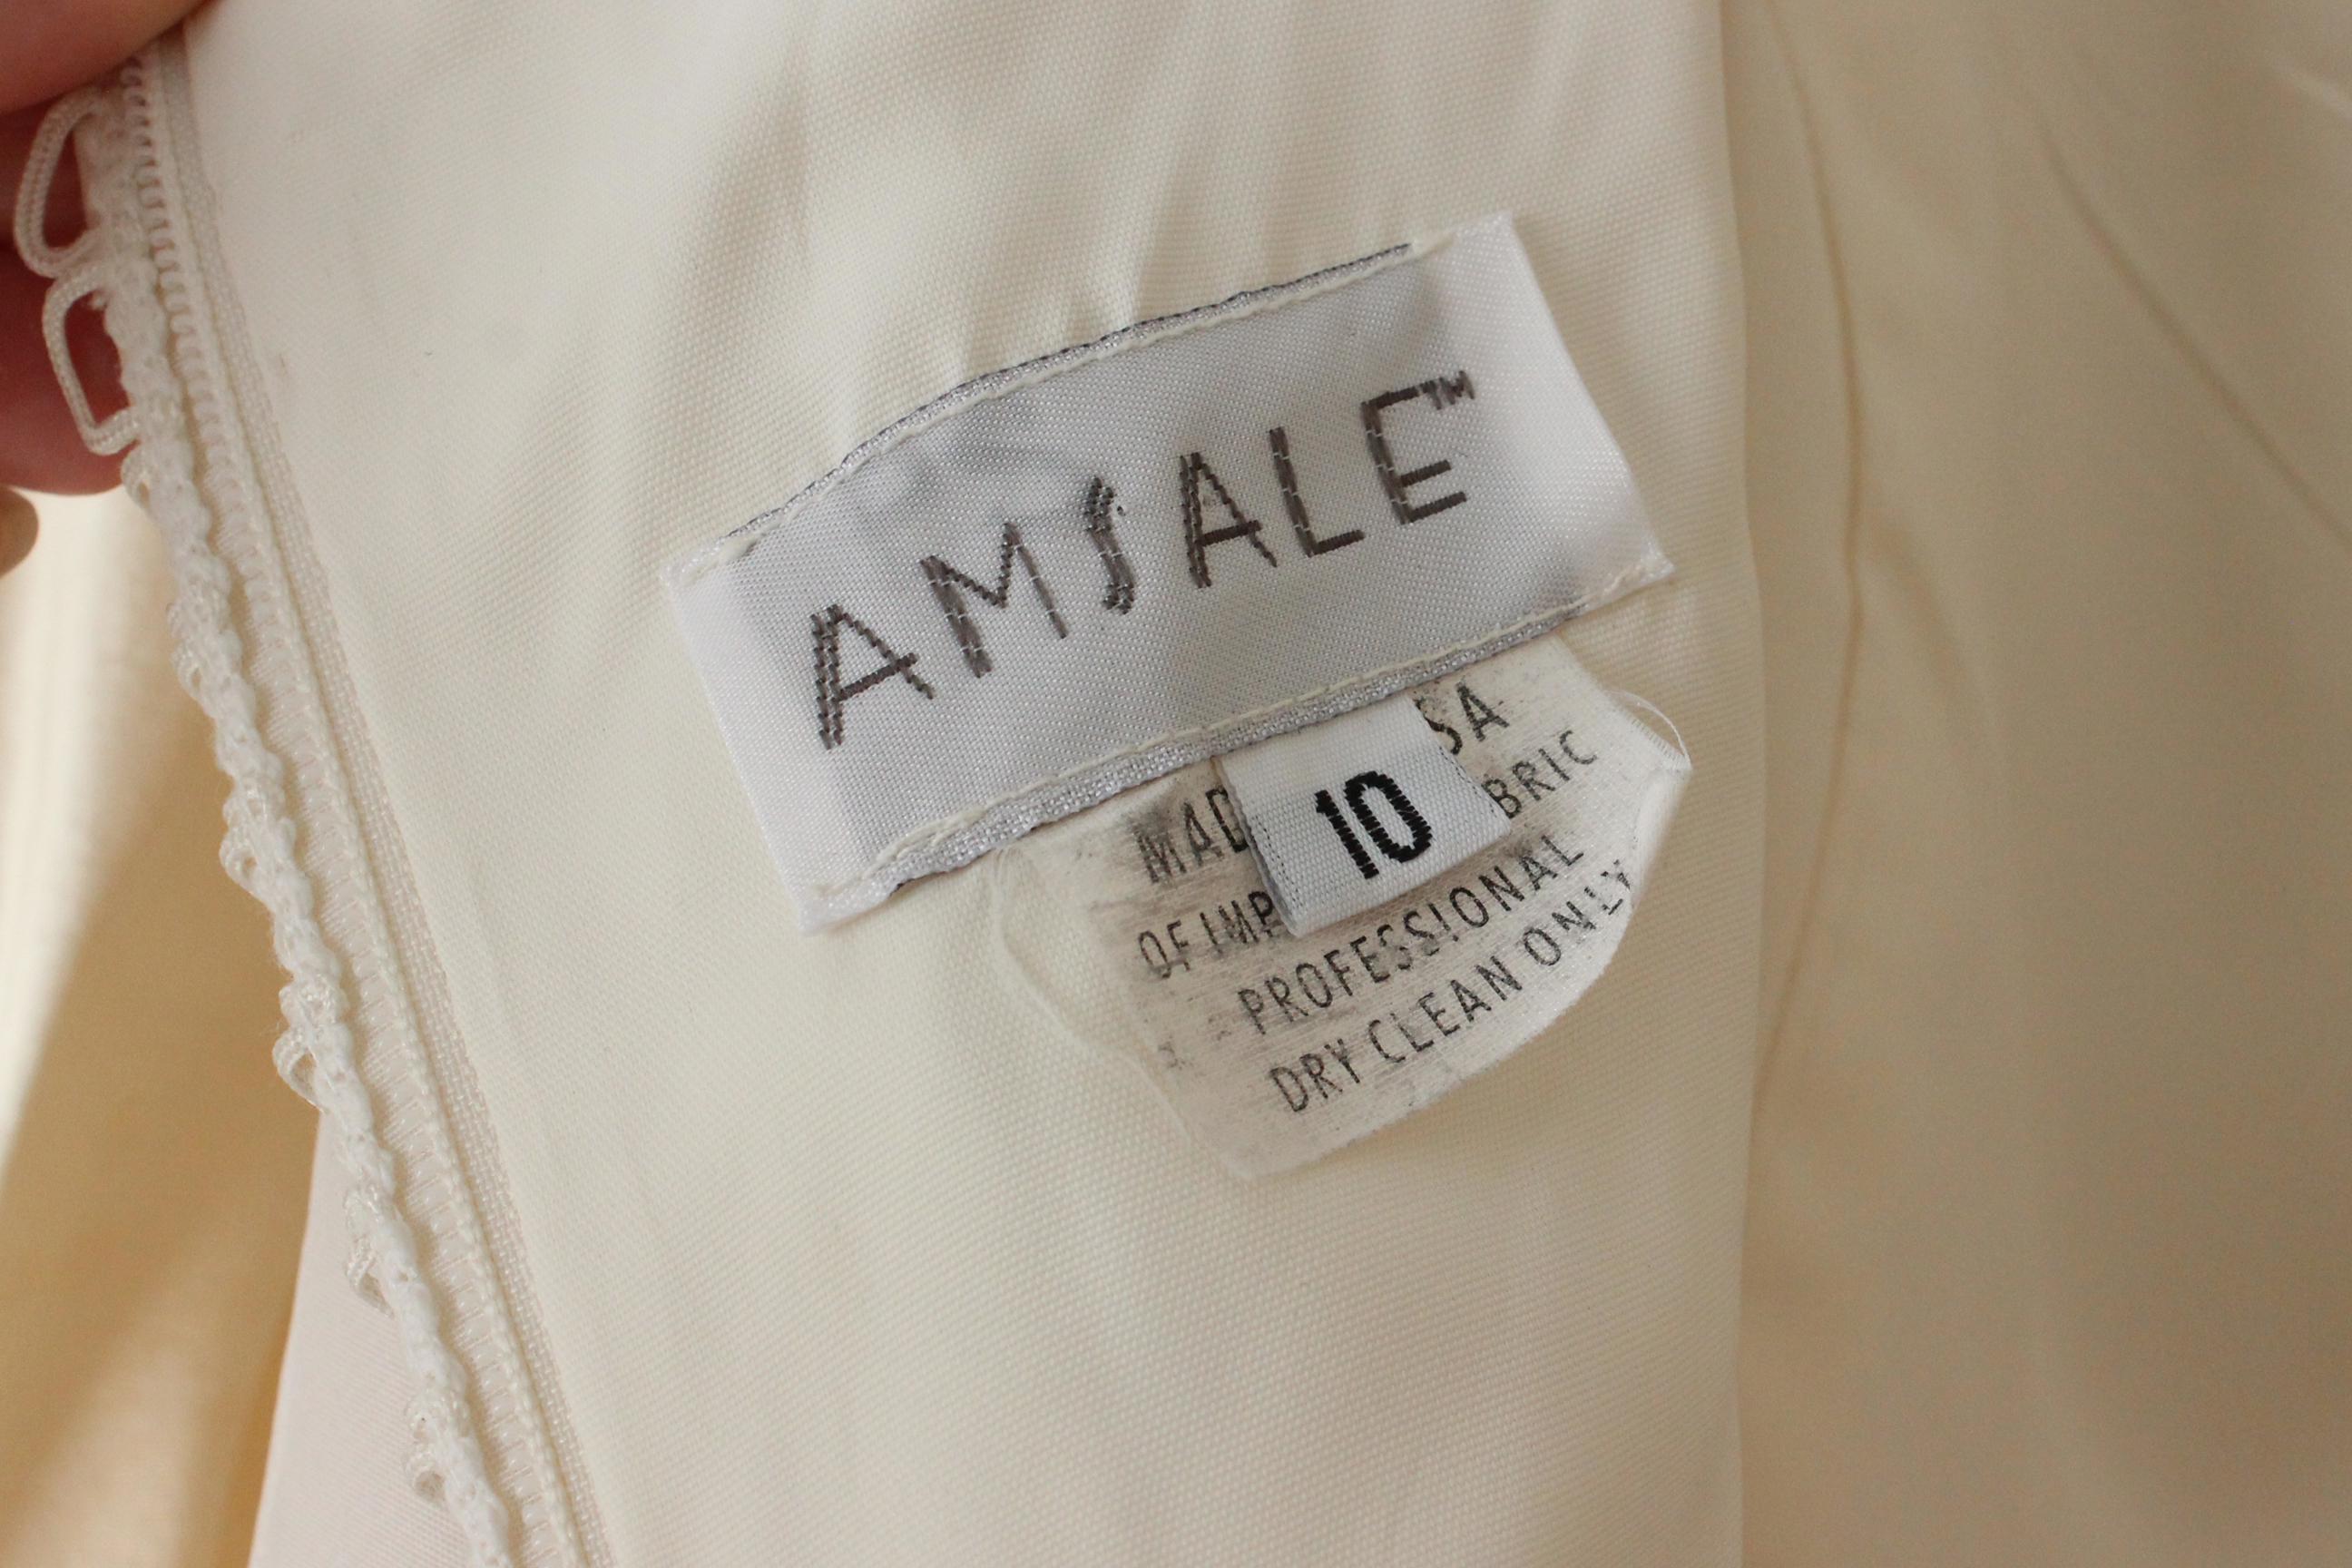 AMSALE™
10
MAD SA
OF IMP BRIC
PROFESSIONAL
DRY CLEAN ONLY